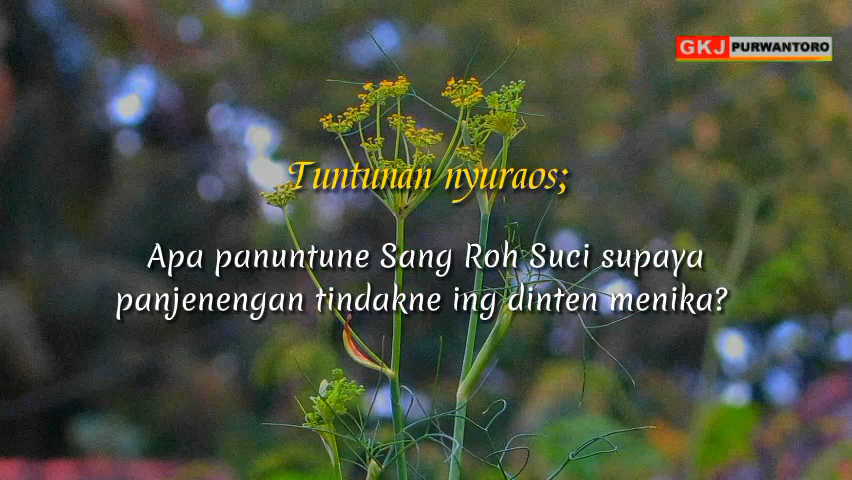 GKJ PURWANTORO
Tuntunan nyuraos;
Apa panuntune Sang Roh Suci supaya
panjenengan tindakne ing dinten menika?